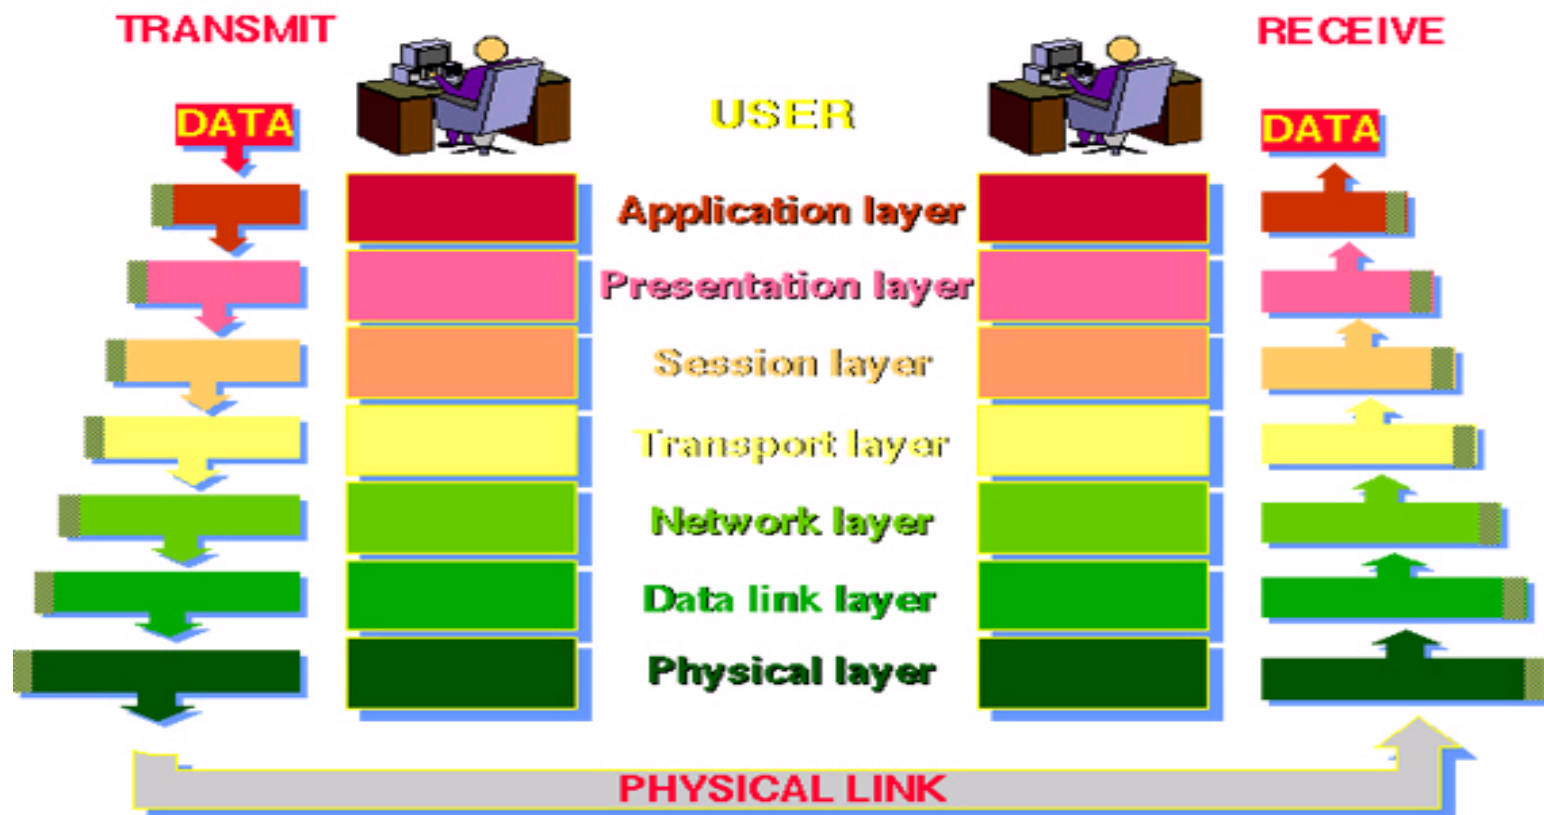 TRANSMIT
RECEIVE
USER
DATA
DATA
Application layer
Presentation layer
Session layer
Transport layer
Network layer
Data link layer
Physical layer
PHYSICAL LINK